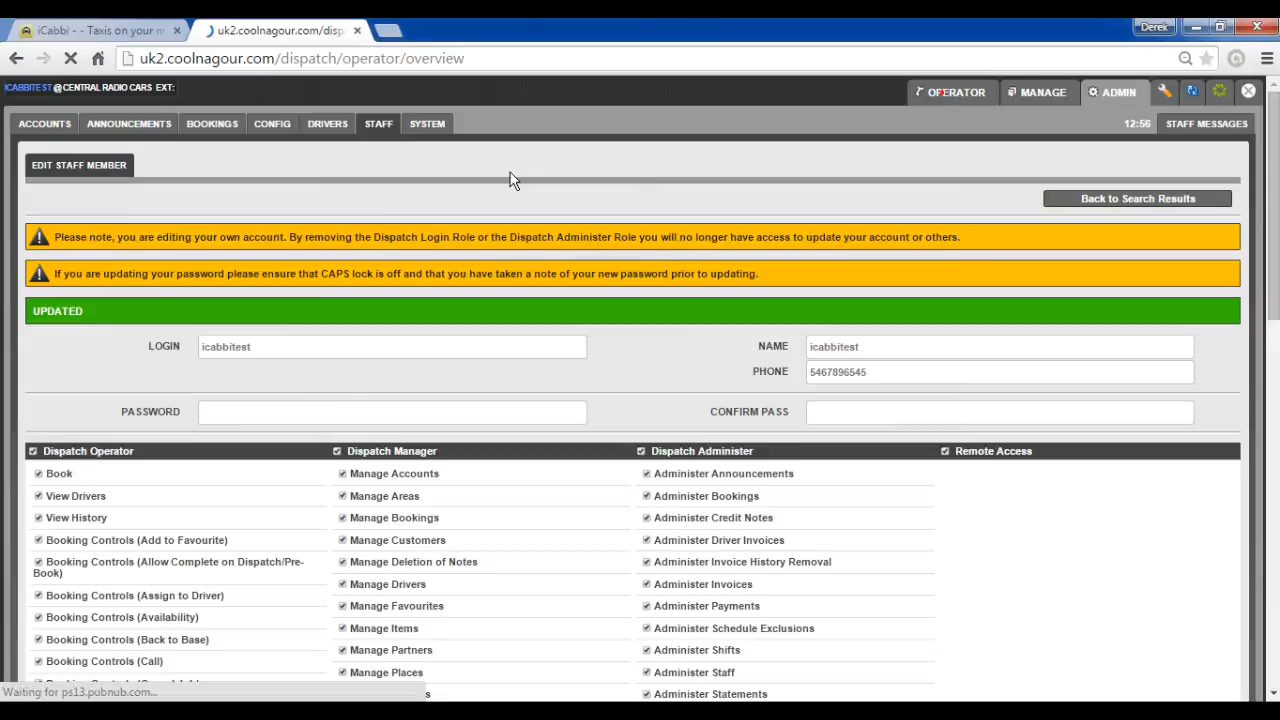 iCabbi - - Taxis on your m
uk2.coolnagour.com/disp
Derek
uk2.coolnagour.com/dispatch/operator/overview
ICABBITEST @CENTRAL RADIO CARS EXT:
OPERATOR MANAGE ADMIN
ACCOUNTS ANNOUNCEMENTS BOOKINGS CONFIG DRIVERS STAFF SYSTEM 12:56 STAFF MESSAGES
EDIT STAFF MEMBER
Back to Search Results
Please note, you are editing your own account. By removing the Dispatch Login Role or the Dispatch Administer Role you will no longer have access to update your account or others.
If you are updating your password please ensure that CAPS lock is off and that you have taken a note of your new password prior to updating.
UPDATED
LOGIN icabbitest NAME icabbitest
PHONE 5467896545
PASSWORD CONFIRM PASS
Dispatch Operator Dispatch Manager Dispatch Administer Remote Access
Book Manage Accounts Administer Announcements
View Drivers Manage Areas Administer Bookings
View History Manage Bookings Administer Credit Notes
Booking Controls (Add to Favourite) Manage Customers Administer Driver Invoices
Booking Controls (Allow Complete on Dispatch/Pre-Book) Manage Deletion of Notes Administer Invoice History Removal
Manage Drivers Administer Invoices
Booking Controls (Assign to Driver) Manage Favourites Administer Payments
Booking Controls (Availability) Manage Items Administer Schedule Exclusions
Booking Controls (Back to Base) Manage Partners Administer Shifts
Booking Controls (Call) Manage Places Administer Staff
Administer Statements
Waiting for ps13.pubnub.com...